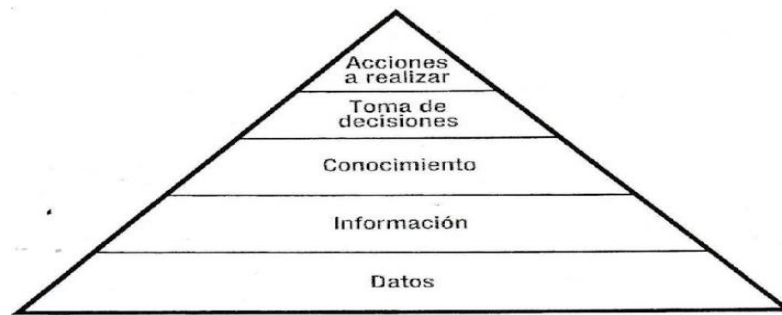 Acciones
a realizar
Toma de
decisiones
Conocimiento
Información
Datos